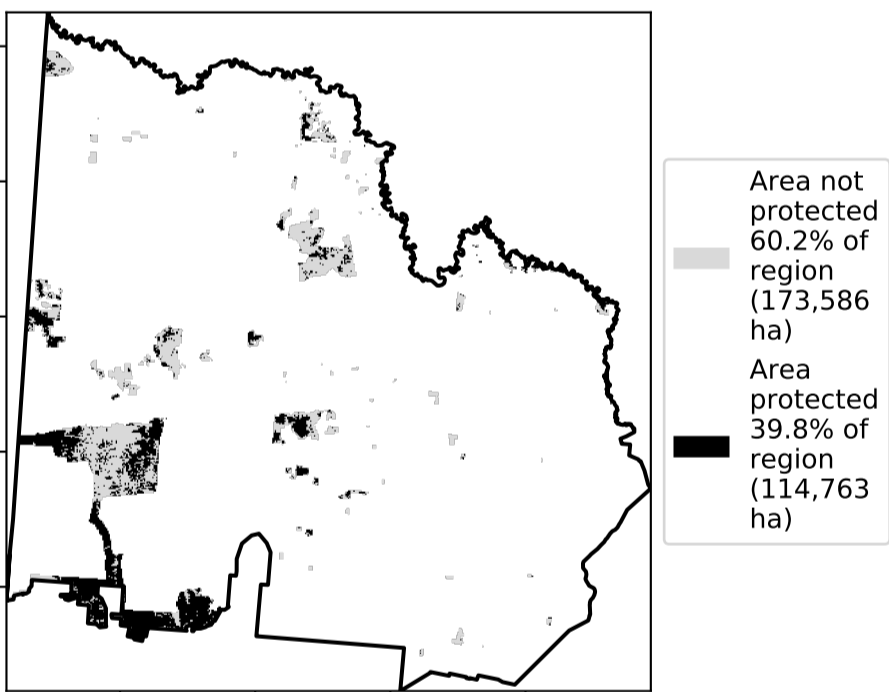 Area not
protected
60.2% of
region
(173,586
ha)
Area
protected
39.8% of
region
(114,763
ha)